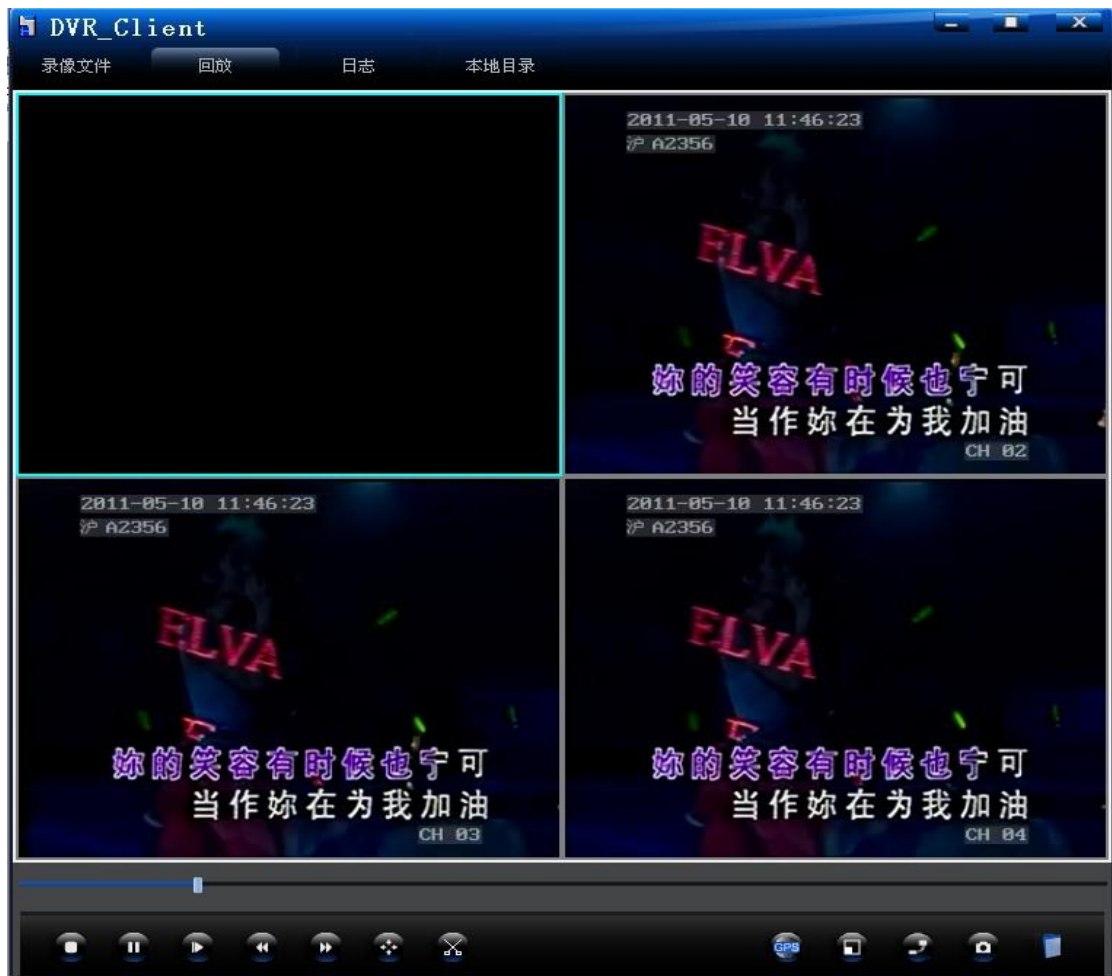 DVR_Client
录像文件 回放 日志 本地目录
2011-05-10 11:46:23
沪 A2356
ELVA
妳的笑容有时候也宁可
当作妳在为我加油
CH 02
2011-05-10 11:46:23
沪 A2356
ELVA
妳的笑容有时候也宁可
当作妳在为我加油
CH 03
2011-05-10 11:46:23
沪 A2356
ELVA
妳的笑容有时候也宁可
当作妳在为我加油
CH 04
GPS